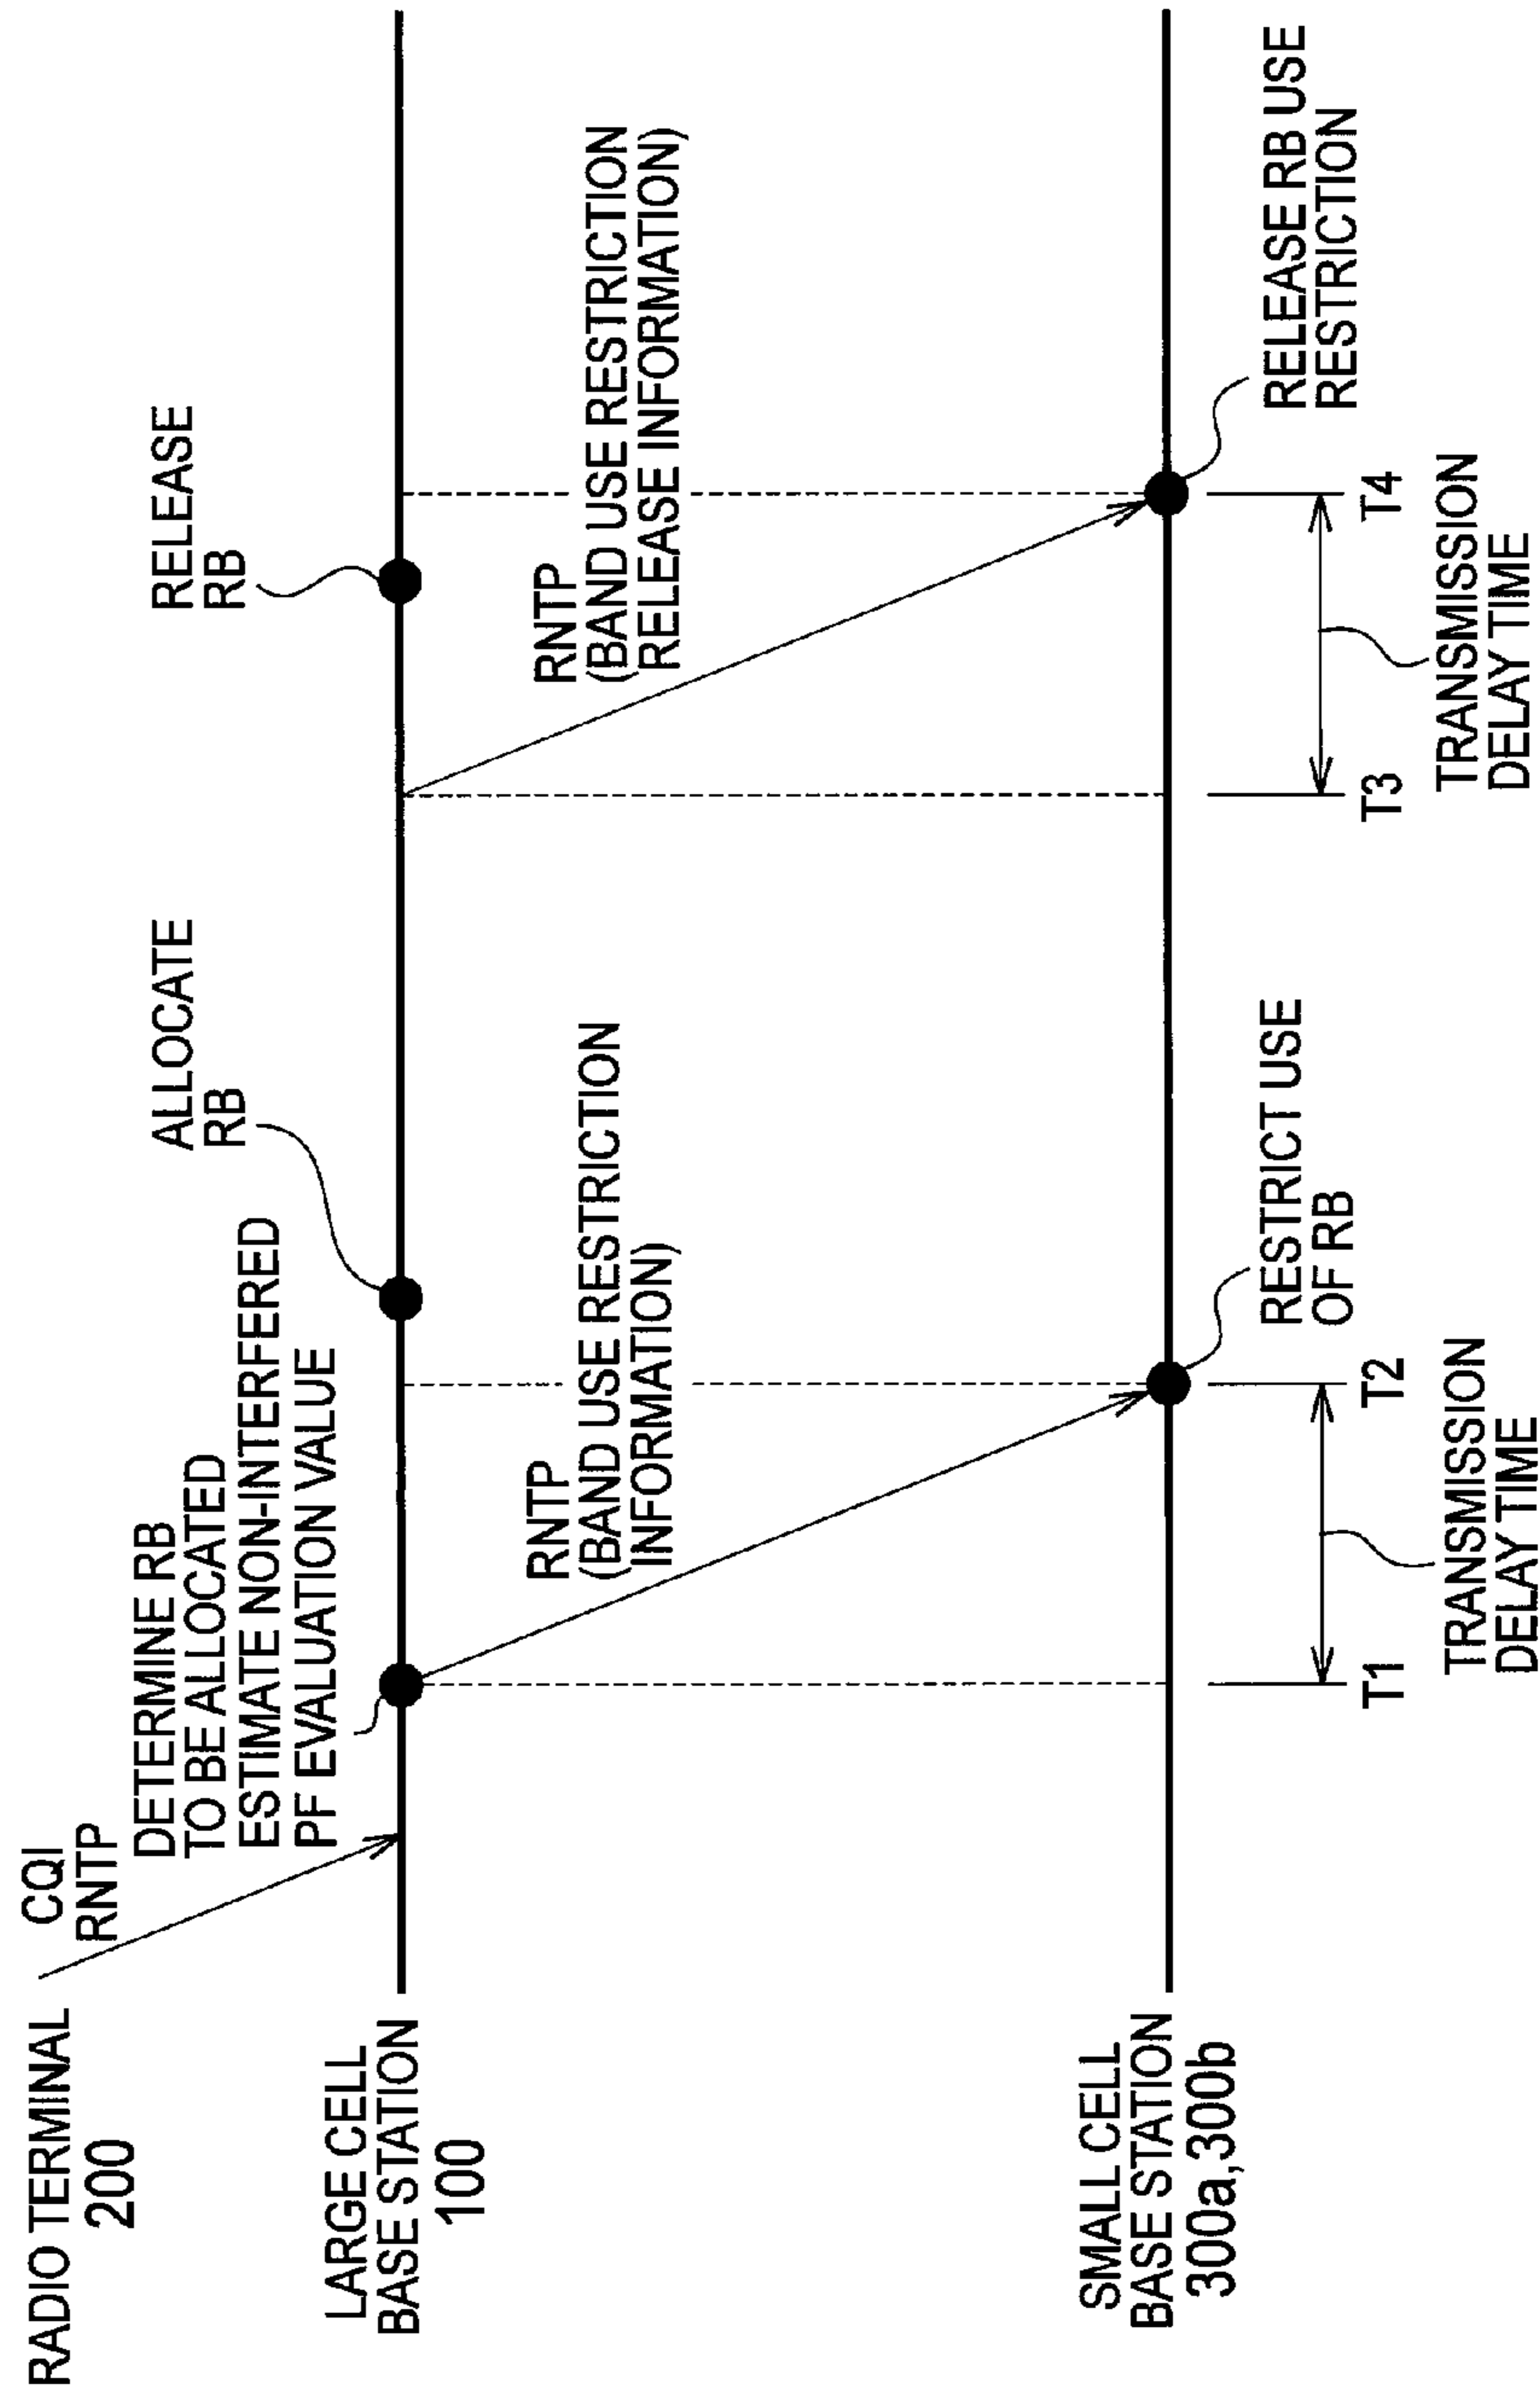 RADIO TERMINAL
200
CQI
RNTP
DETERMINE RB
TO BE ALLOCATED
ESTIMATE NON-INTERFERED
PF EVALUATION VALUE
ALLOCATE
RB
RELEASE
RB
LARGE CELL
BASE STATION
100
RNTP
(BAND USE RESTRICTION
INFORMATION)
RNTP
(BAND USE RESTRICTION
RELEASE INFORMATION)
SMALL CELL
BASE STATION
300a,300b
RESTRICT USE
OF RB
RELEASE RB USE
RESTRICTION
T1
T2
T3
T4
TRANSMISSION
DELAY TIME
TRANSMISSION
DELAY TIME